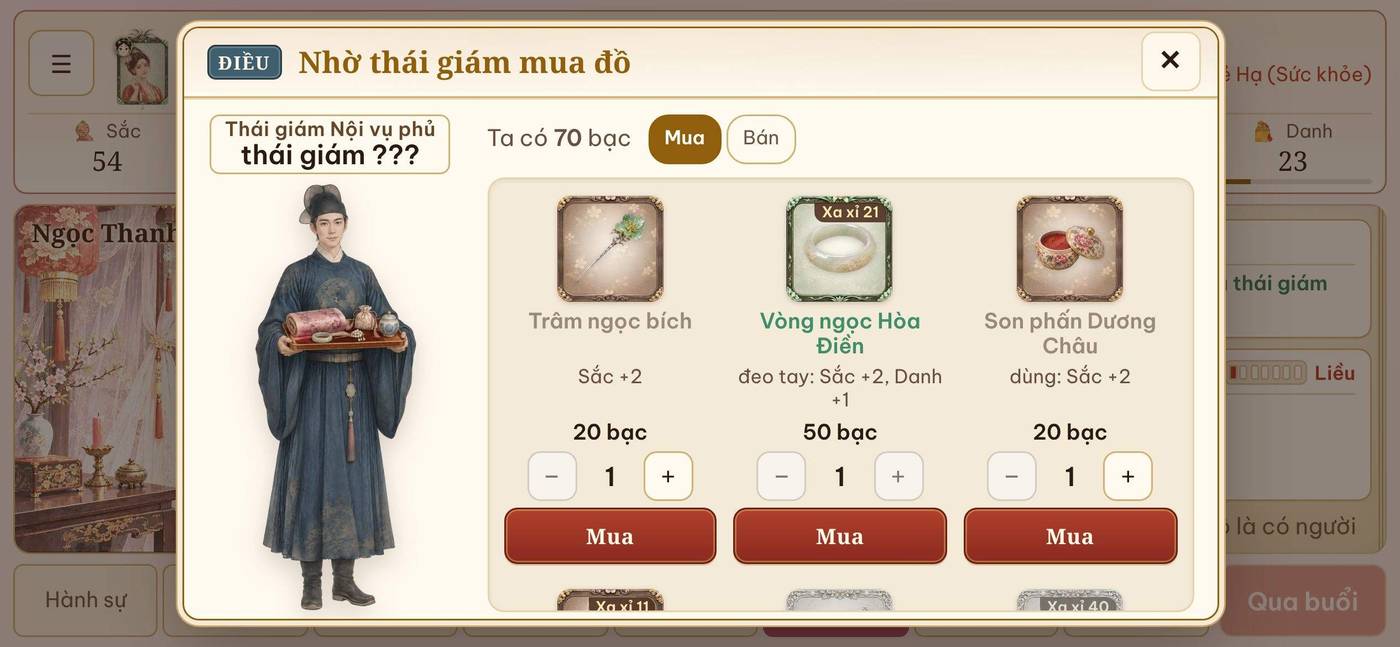 ĐIỀU Nhờ thái giám mua đồ ✕
☰
Sắc
54
Hạ (Sức khỏe)
Danh
23
Ngọc Thanh
Thái giám Nội vụ phủ
thái giám ???
Ta có 70 bạc Mua Bán
Trâm ngọc bích
Sắc +2
20 bạc
− 1 +
Mua
Xa xỉ 21
Vòng ngọc Hòa
Điền
đeo tay: Sắc +2, Danh
+1
50 bạc
− 1 +
Mua
Son phấn Dương
Châu
dùng: Sắc +2
20 bạc
− 1 +
Mua
Xa xỉ 11
Xa xỉ 40
thái giám
Liều
là có người
Hành sự
Qua buổi